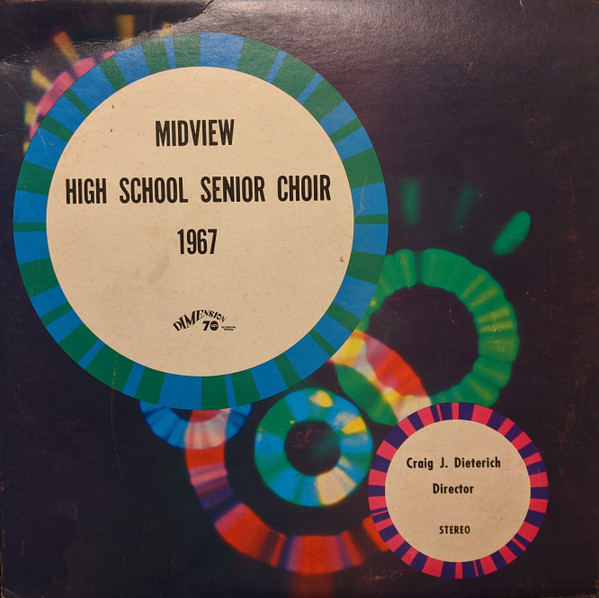 MIDVIEW
HIGH SCHOOL SENIOR CHOIR
1967
DIMENSION
70
Craig J. Dieterich
Director
STEREO